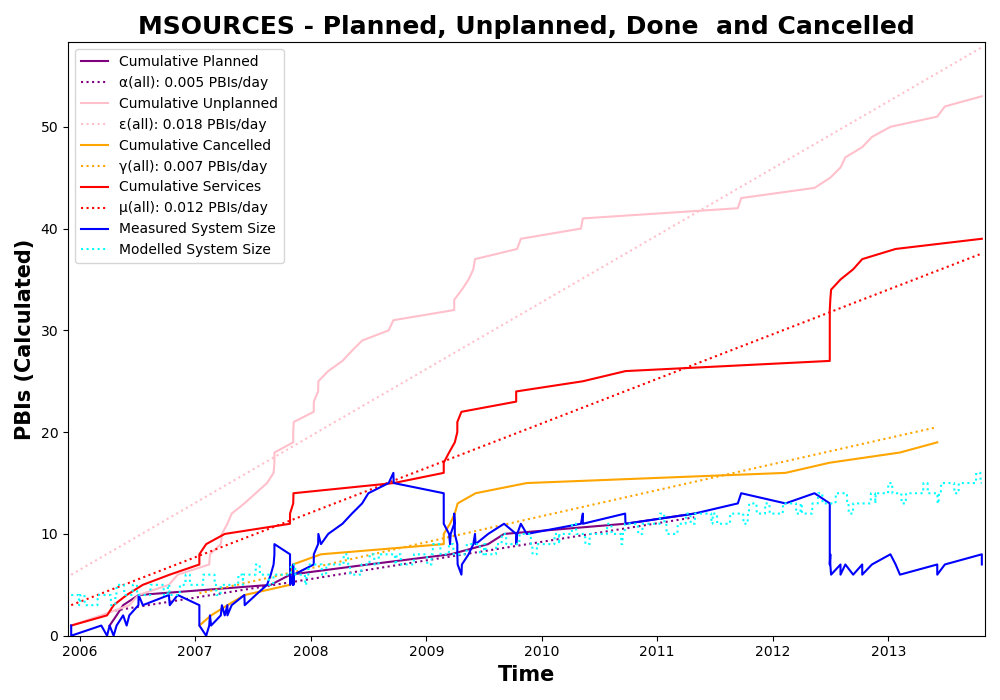 MSOURCES - Planned, Unplanned, Done  and Cancelled
Cumulative Planned
α(all): 0.005 PBIs/day
Cumulative Unplanned
ε(all): 0.018 PBIs/day
Cumulative Cancelled
γ(all): 0.007 PBIs/day
Cumulative Services
μ(all): 0.012 PBIs/day
Measured System Size
Modelled System Size
PBIs (Calculated)
50
40
30
20
10
0
2006 2007 2008 2009 2010 2011 2012 2013
Time